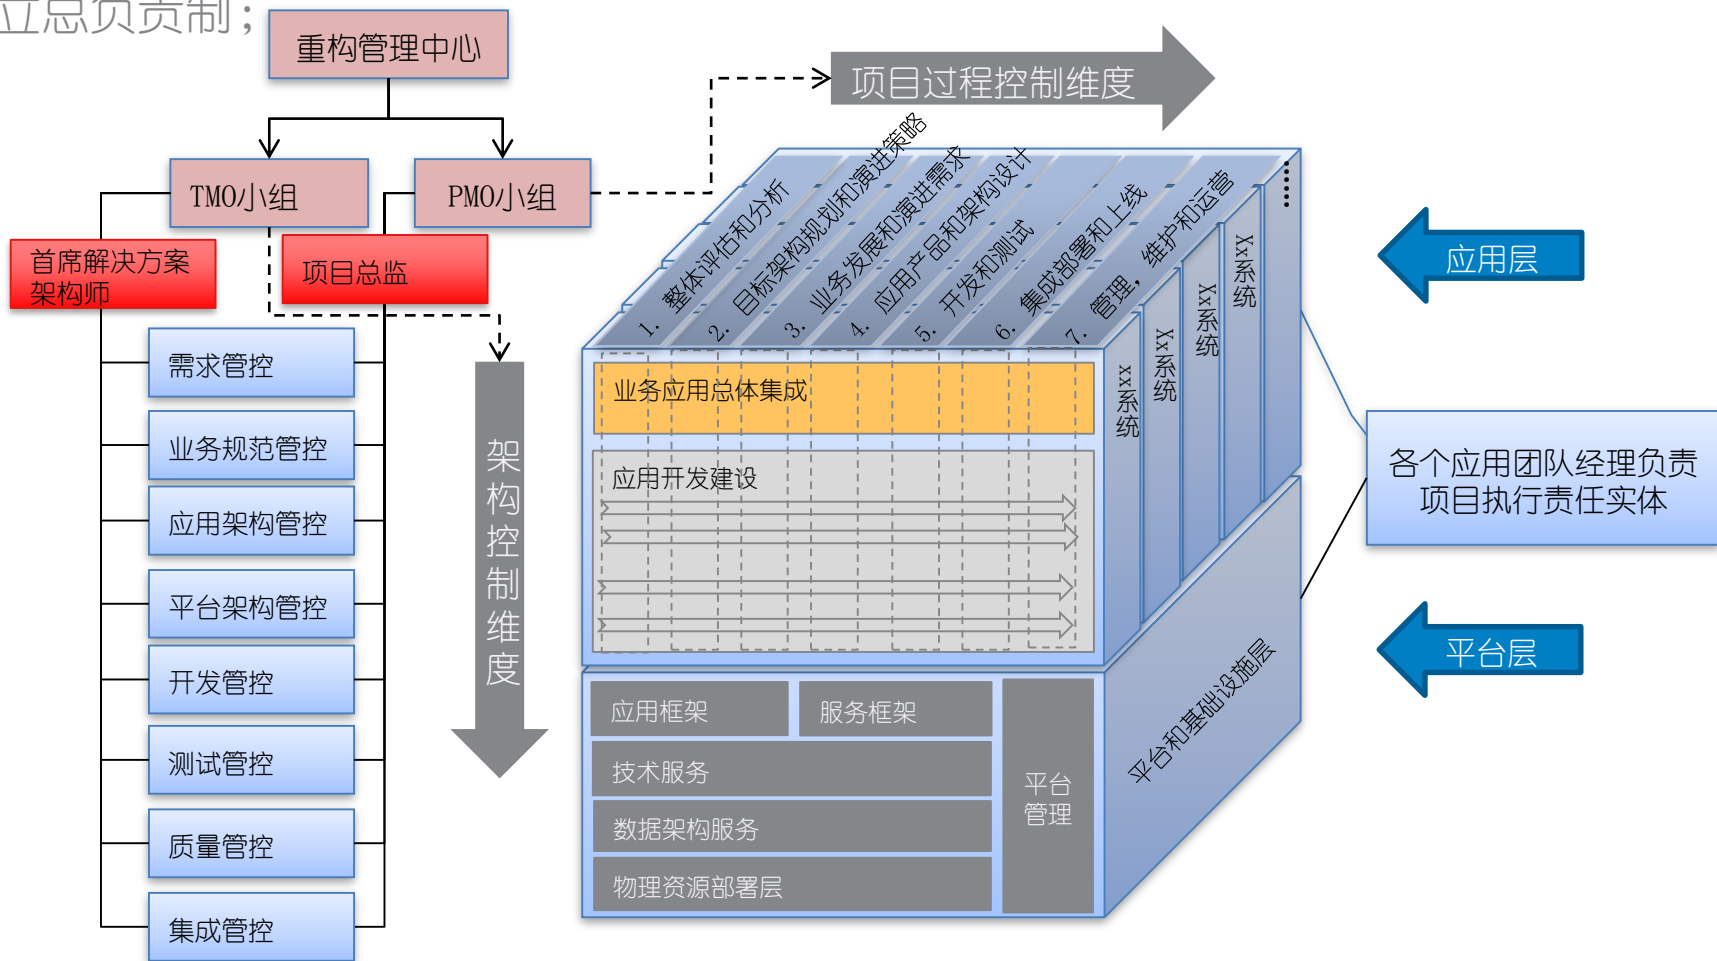 立总负责制；
重构管理中心
项目过程控制维度
TMO小组
PMO小组
首席解决方案
架构师
项目总监
需求管控
业务规范管控
应用架构管控
平台架构管控
开发管控
测试管控
质量管控
集成管控
架构控制维度
1. 整体评估和分析
2. 目标架构规划和演进策略
3. 业务发展和演进需求
4. 应用产品和架构设计
5. 开发和测试
6. 集成部署和上线
7. 管理，维护和运营
......
业务应用总体集成
应用开发建设
xx系统
Xx系统
Xx系统
Xx系统
应用框架
服务框架
技术服务
数据架构服务
物理资源部署层
平台
管理
平台和基础设施层
应用层
各个应用团队经理负责
项目执行责任实体
平台层